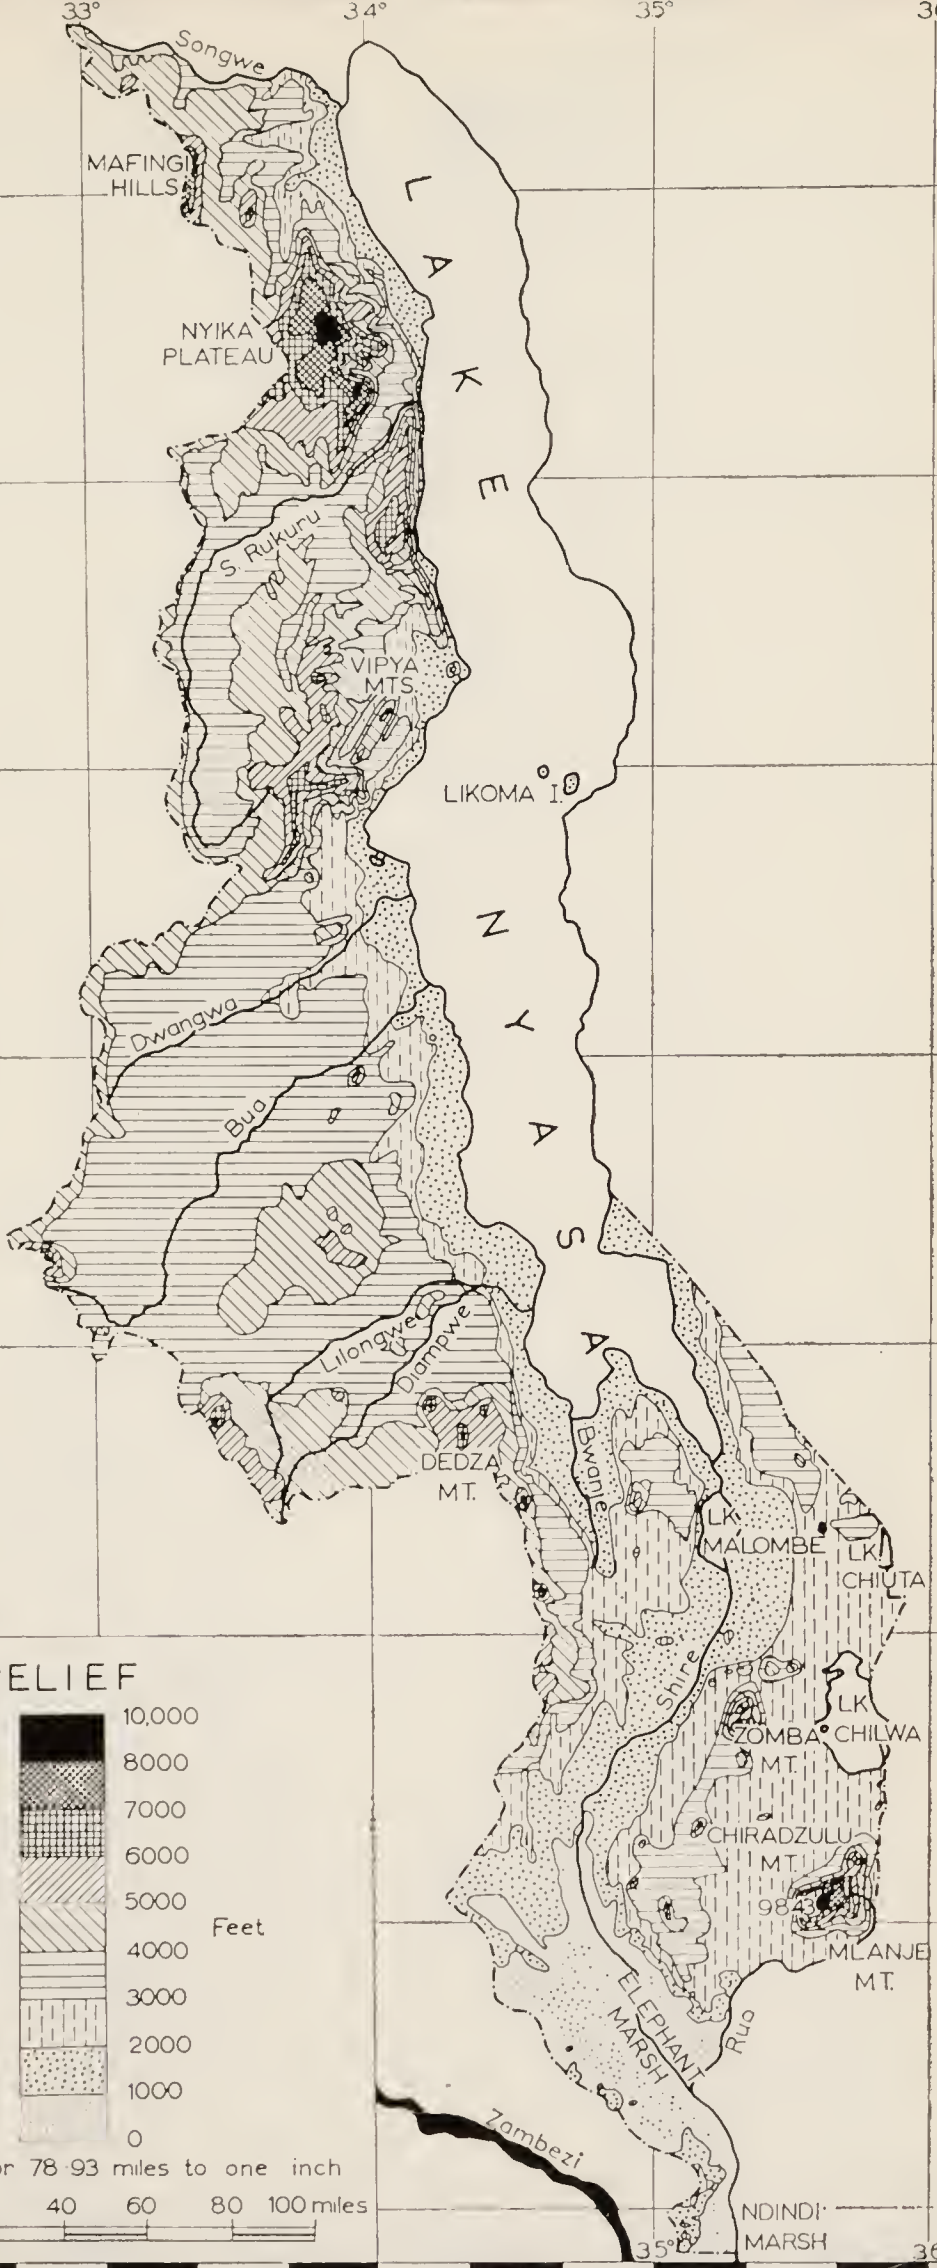 33°
34°
35°
36
Songwe
MAFINGI
HILLS
LAKE
NYIKA
PLATEAU
S. Rukuru
VIPYA
MTS.
LIKOMA I.
NYASA
Dwangwa
Bua
Lilongwe
Diampwe
DEDZA
MT.
Bwanje
LK
MALOMBE
LK
CHIUTA
Shire
LK
CHILWA
ZOMBA
MT.
CHIRADZULU
MT.
9843
MLANJE
MT.
ELEPHANT
MARSH
Ruo
Zambezi
NDINDI
MARSH
35°
36
ELIEF
10,000
8000
7000
6000
5000
Feet
4000
3000
2000
1000
0
or 78·93 miles to one inch
40 60 80 100 miles